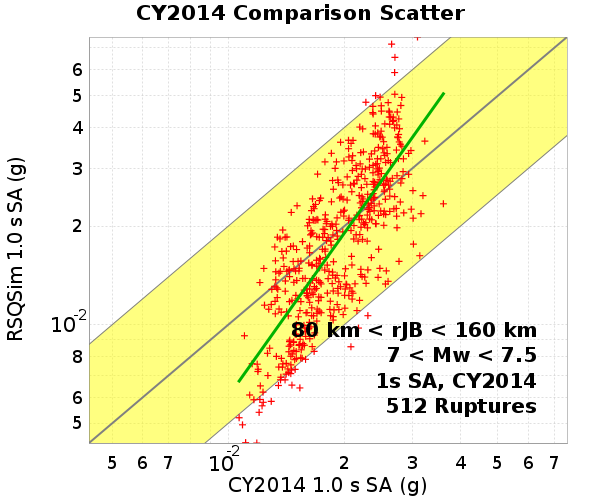 CY2014 Comparison Scatter
RSQSim 1.0 s SA (g)
6
5
4
3
2
10-2
8
6
5
80 km < rJB < 160 km
7 < Mw < 7.5
1s SA, CY2014
512 Ruptures
5 6 7 10-2 2 3 4 5 6 7
CY2014 1.0 s SA (g)